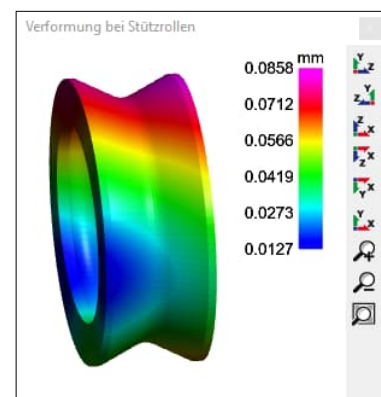 Verformung bei Stützrollen
mm
0.0858
0.0712
0.0566
0.0419
0.0273
0.0127
Y Z
Z Y
Z X
Z X
Y X
Y X